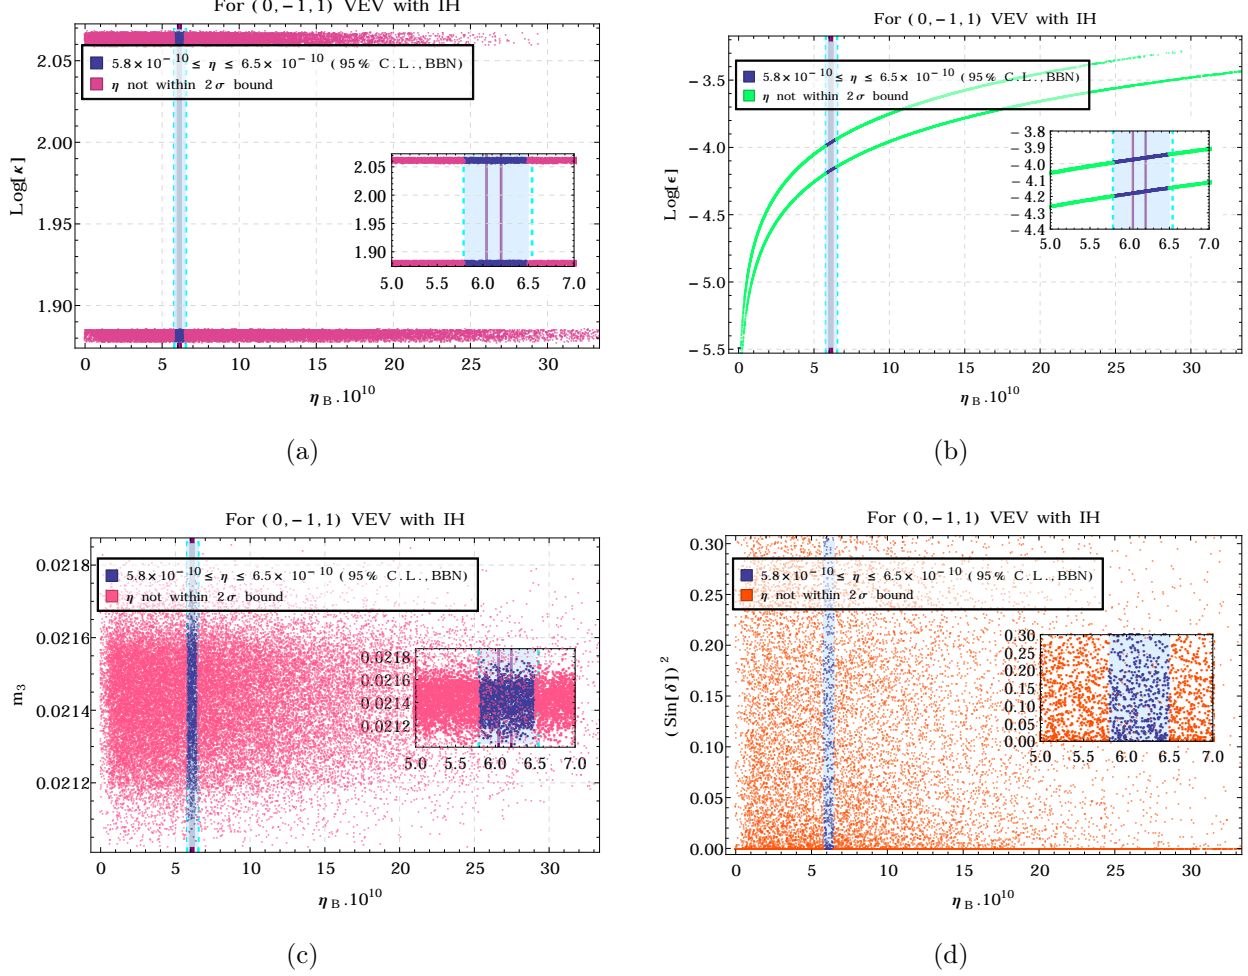 For (0,-1,1) VEV with IH
5.8×10⁻¹⁰ ≤ η ≤ 6.5× 10⁻¹⁰ (95% C.L.,BBN)
η not within 2σ bound
Log[κ]
2.05
2.00
1.95
1.90
2.05
2.00
1.95
1.90
5.0 5.5 6.0 6.5 7.0
0 5 10 15 20 25 30
η B .10¹⁰
(a)
For (0,-1,1) VEV with IH
5.8×10⁻¹⁰ ≤ η ≤ 6.5× 10⁻¹⁰ (95% C.L.,BBN)
η not within 2σ bound
Log[ϵ]
-3.5
-4.0
-4.5
-5.0
-5.5
-3.8
-3.9
-4.0
-4.1
-4.2
-4.3
-4.4
5.0 5.5 6.0 6.5 7.0
0 5 10 15 20 25 30
η B .10¹⁰
(b)
For (0,-1,1) VEV with IH
5.8×10⁻¹⁰ ≤ η ≤ 6.5× 10⁻¹⁰ (95% C.L.,BBN)
η not within 2σ bound
m₃
0.0218
0.0216
0.0214
0.0212
0.0218
0.0216
0.0214
0.0212
5.0 5.5 6.0 6.5 7.0
0 5 10 15 20 25 30
η B .10¹⁰
(c)
For (0,-1,1) VEV with IH
5.8×10⁻¹⁰ ≤ η ≤ 6.5× 10⁻¹⁰ (95% C.L.,BBN)
η not within 2σ bound
(Sin[δ])²
0.30
0.25
0.20
0.15
0.10
0.05
0.00
0.30
0.25
0.20
0.15
0.10
0.05
0.00
5.0 5.5 6.0 6.5 7.0
0 5 10 15 20 25 30
η B .10¹⁰
(d)